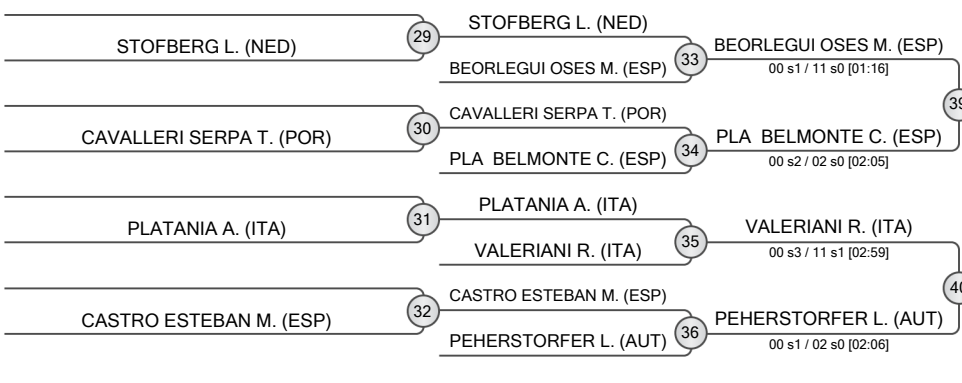 STOFBERG L. (NED)
29
STOFBERG L. (NED)
BEORLEGUI OSES M. (ESP)
33
BEORLEGUI OSES M. (ESP)
00 s1 / 11 s0 [01:16]
39
CAVALLERI SERPA T. (POR)
30
CAVALLERI SERPA T. (POR)
PLA BELMONTE C. (ESP)
34
PLA BELMONTE C. (ESP)
00 s2 / 02 s0 [02:05]
PLATANIA A. (ITA)
31
PLATANIA A. (ITA)
VALERIANI R. (ITA)
35
VALERIANI R. (ITA)
00 s3 / 11 s1 [02:59]
40
CASTRO ESTEBAN M. (ESP)
32
CASTRO ESTEBAN M. (ESP)
PEHERSTORFER L. (AUT)
36
PEHERSTORFER L. (AUT)
00 s1 / 02 s0 [02:06]